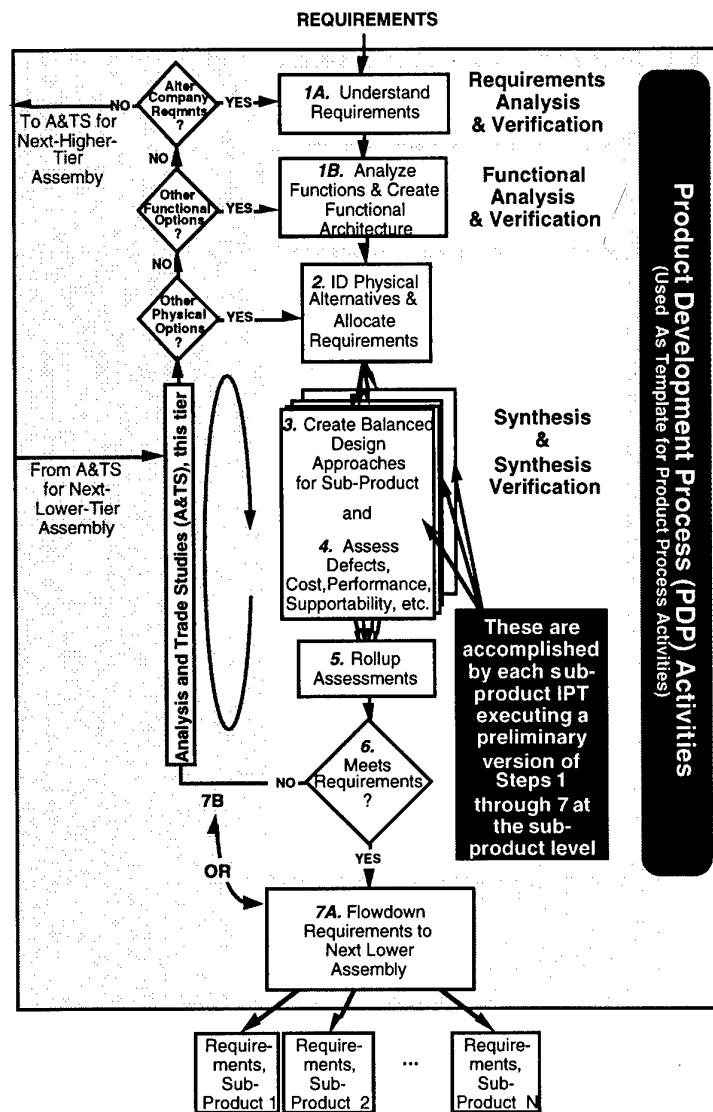 REQUIREMENTS
Alter
Company
Reqmnts
?
NO
YES
To A&TS for
Next-Higher-
Tier
Assemby
1A. Understand
Requirements
Requirements
Analysis
& Verification
NO
Other
Functional
Options
?
YES
1B. Analyze
Functions & Create
Functional
Architecture
Functional
Analysis
& Verification
NO
Other
Physical
Options
?
YES
2. ID Physical
Alternatives &
Allocate
Requirements
Analysis and Trade Studies (A&TS), this tier
From A&TS
for Next-
Lower-Tier
Assembly
3. Create Balanced
Design
Approaches
for Sub-Product
and
4. Assess
Defects,
Cost,Performance,
Supportability, etc.
Synthesis
&
Synthesis
Verification
5. Rollup
Assessments
These are
accomplished
by each sub-
product IPT
executing a
preliminary
version of
Steps 1
through 7 at
the sub-
product level
6.
Meets
Requirements
?
NO
7B
YES
OR
7A. Flowdown
Requirements to
Next Lower
Assembly
Require-
ments,
Sub-
Product 1
Require-
ments,
Sub-
Product 2
...
Require-
ments,
Sub-
Product N
Product Development Process (PDP) Activities
(Used As Template for Product Process Activities)